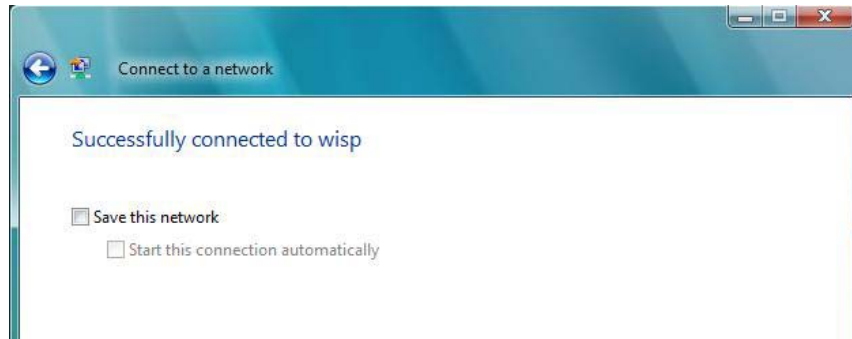 Connect to a network
Successfully connected to wisp
Save this network
Start this connection automatically